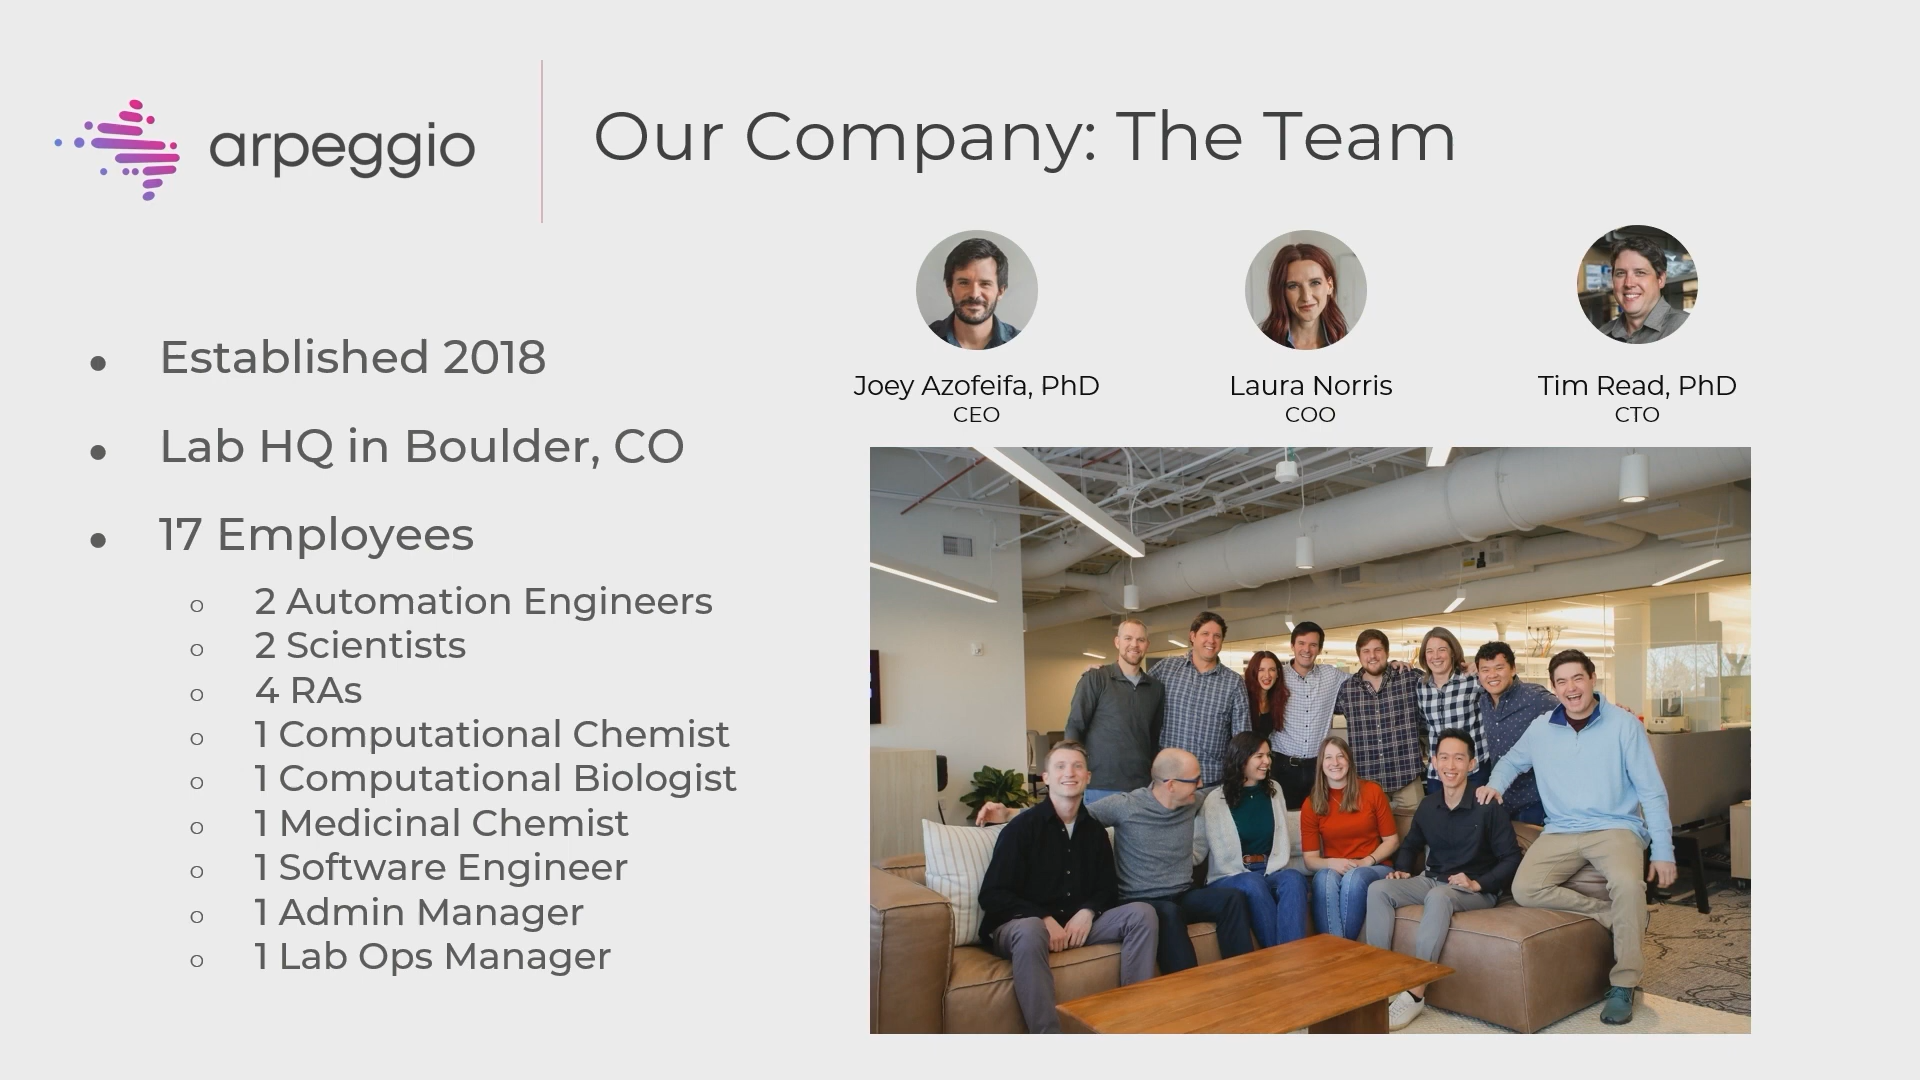 arpeggio
Our Company: The Team
● Established 2018
● Lab HQ in Boulder, CO
● 17 Employees
○ 2 Automation Engineers
○ 2 Scientists
○ 4 RAs
○ 1 Computational Chemist
○ 1 Computational Biologist
○ 1 Medicinal Chemist
○ 1 Software Engineer
○ 1 Admin Manager
○ 1 Lab Ops Manager
Joey Azofeifa, PhD
CEO
Laura Norris
COO
Tim Read, PhD
CTO